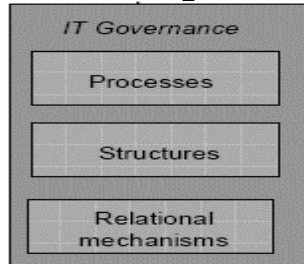 IT Governance
Processes
Structures
Relational
mechanisms